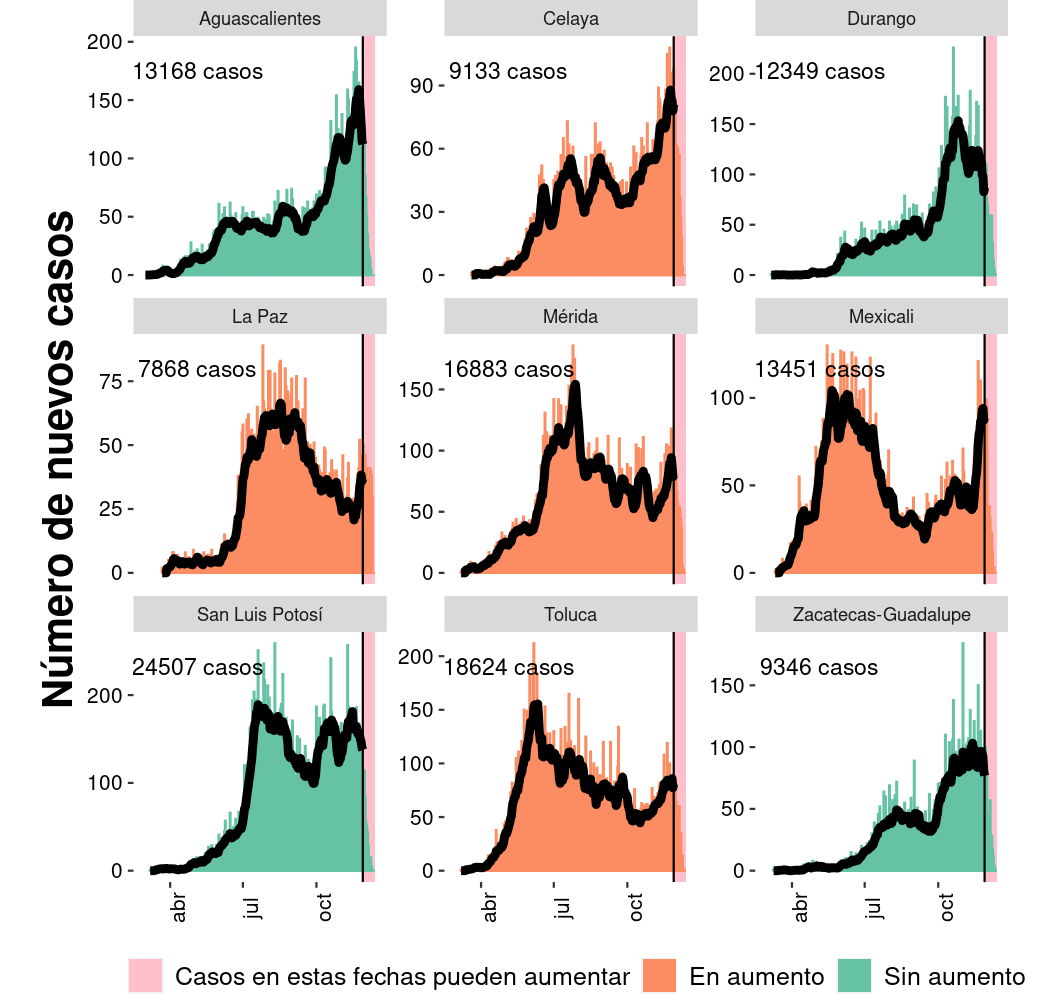 Número de nuevos casos
Aguascalientes
13168 casos
200
150
100
50
0
Celaya
9133 casos
90
60
30
0
Durango
12349 casos
200
150
100
50
0
La Paz
7868 casos
75
50
25
0
Mérida
16883 casos
150
100
50
0
Mexicali
13451 casos
100
50
0
San Luis Potosí
24507 casos
200
100
0
abr jul oct
Toluca
18624 casos
200
150
100
50
0
abr jul oct
Zacatecas-Guadalupe
9346 casos
150
100
50
0
abr jul oct
Casos en estas fechas pueden aumentar En aumento Sin aumento